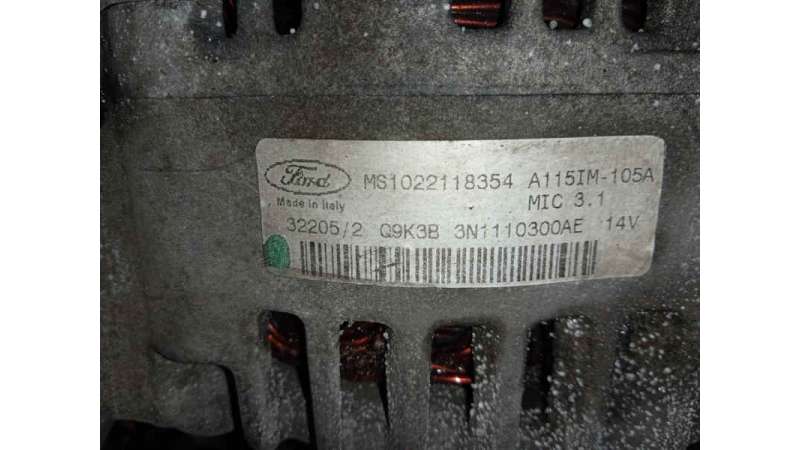 Ford MS1022118354 A115IM-105A
Made in Italy MIC 3.1
32205/2 Q9K3B 3N1110300AE 14V